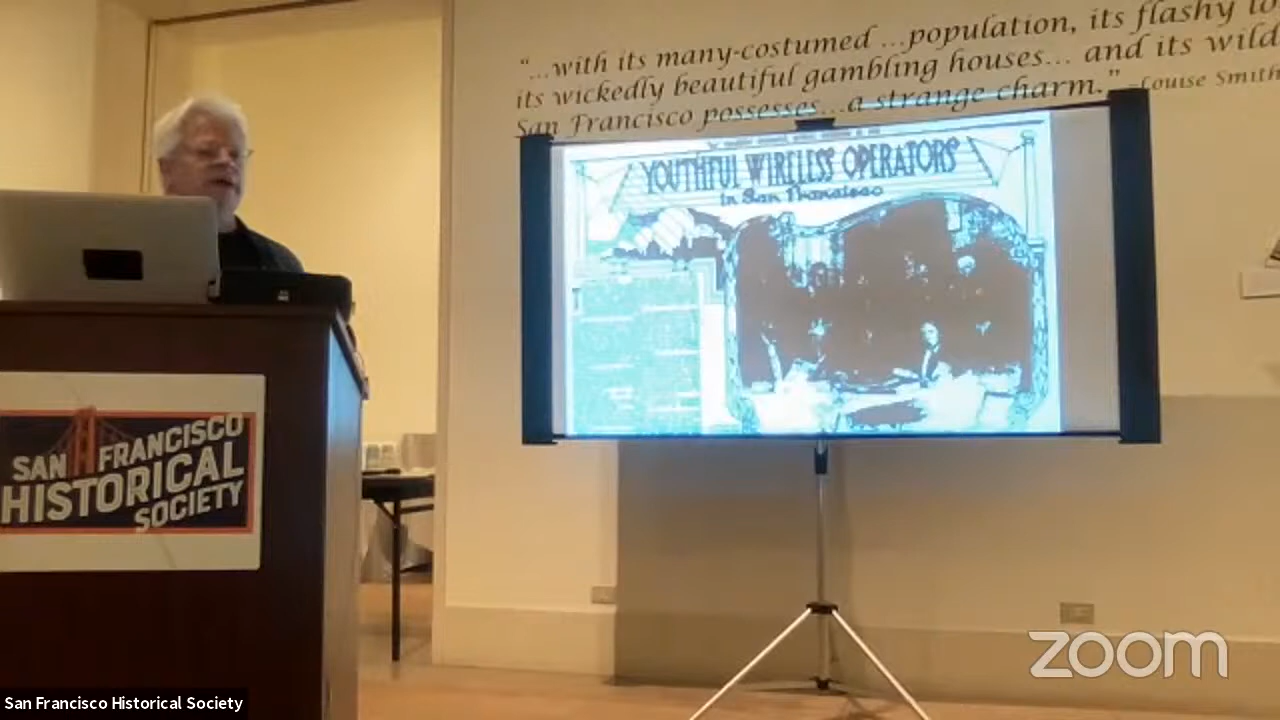 “...with its many-costumed ...population, its flashy
its wickedly beautiful gambling houses... and its wild
San Francisco possesses...a strange charm.” –Louise Smith
YOUTHFUL WIRELESS OPERATORS
in San Francisco
SAN FRANCISCO
HISTORICAL
SOCIETY
zoom
San Francisco Historical Society